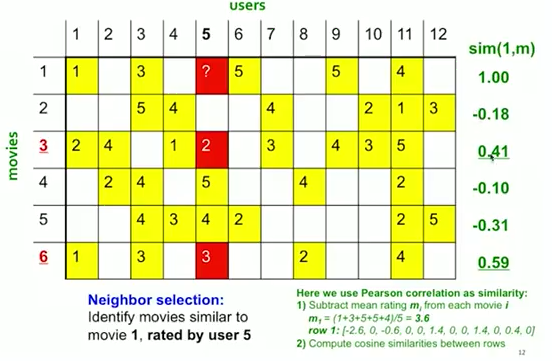 users
1 2 3 4 5 6 7 8 9 10 11 12
sim(1,m)
movies
1 1 3 ? 5 5 4 1.00
2 5 4 4 2 1 3 -0.18
3 2 4 1 2 3 4 3 5 0.41
4 2 4 5 4 2 -0.10
5 4 3 4 2 2 5 -0.31
6 1 3 3 2 4 0.59
Neighbor selection:
Identify movies similar to
movie 1, rated by user 5
Here we use Pearson correlation as similarity:
1) Subtract mean rating mᵢ from each movie i
m₁ = (1+3+5+5+4)/5 = 3.6
row 1: [-2.6, 0, -0.6, 0, 0, 1.4, 0, 0, 1.4, 0, 0.4, 0]
2) Compute cosine similarities between rows
12